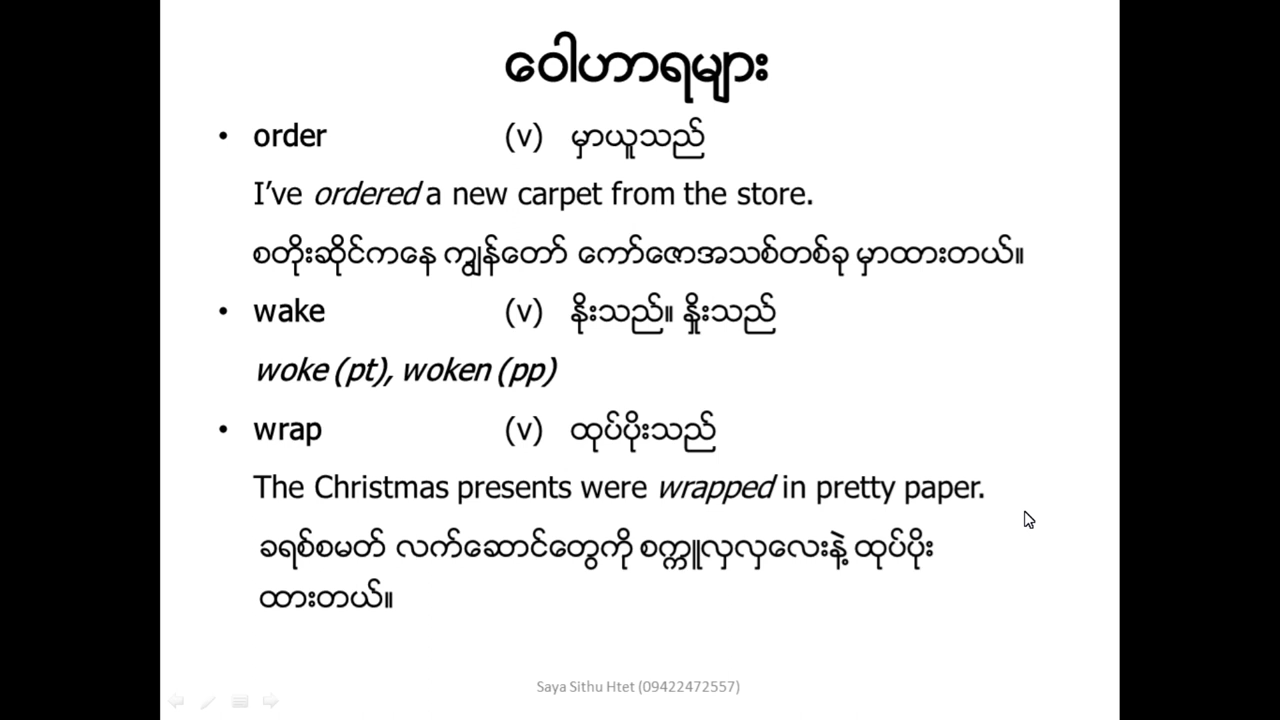 ဝေါဟာရများ
• order (v) မှာယူသည်
I’ve ordered a new carpet from the store.
စတိုးဆိုင်ကနေ ကျွန်တော် ကော်ဇောအသစ်တစ်ခု မှာထားတယ်။
• wake (v) နိုးသည်။ နှိုးသည်
woke (pt), woken (pp)
• wrap (v) ထုပ်ပိုးသည်
The Christmas presents were wrapped in pretty paper.
ခရစ်စမတ် လက်ဆောင်တွေကို စက္ကူလှလှလေးနဲ့ ထုပ်ပိုး
ထားတယ်။
Saya Sithu Htet (09422472557)